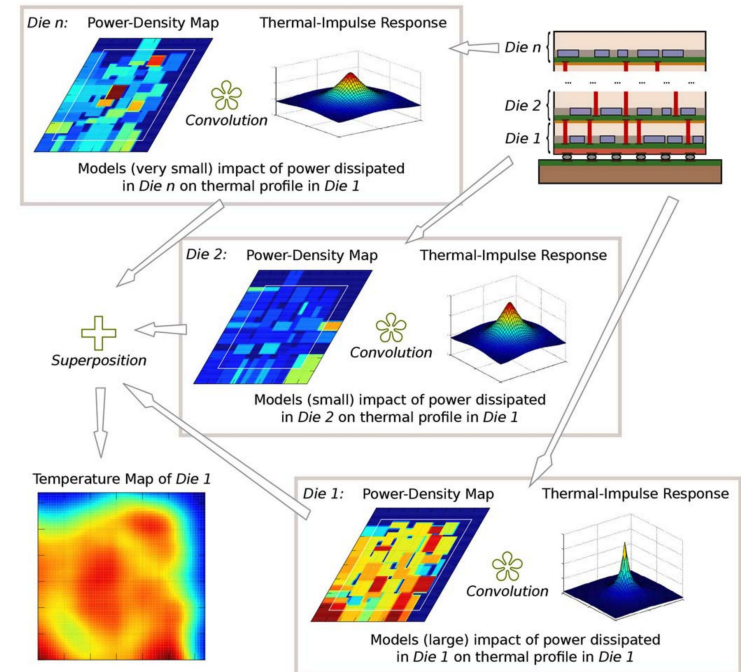 Die n: Power-Density Map
Thermal-Impulse Response
Convolution
Models (very small) impact of power dissipated
in Die n on thermal profile in Die 1
Die n
... ... ... ...
Die 2
Die 1
Die 2: Power-Density Map
Thermal-Impulse Response
Convolution
Models (small) impact of power dissipated
in Die 2 on thermal profile in Die 1
Superposition
Temperature Map of Die 1
Die 1: Power-Density Map
Thermal-Impulse Response
Convolution
Models (large) impact of power dissipated
in Die 1 on thermal profile in Die 1